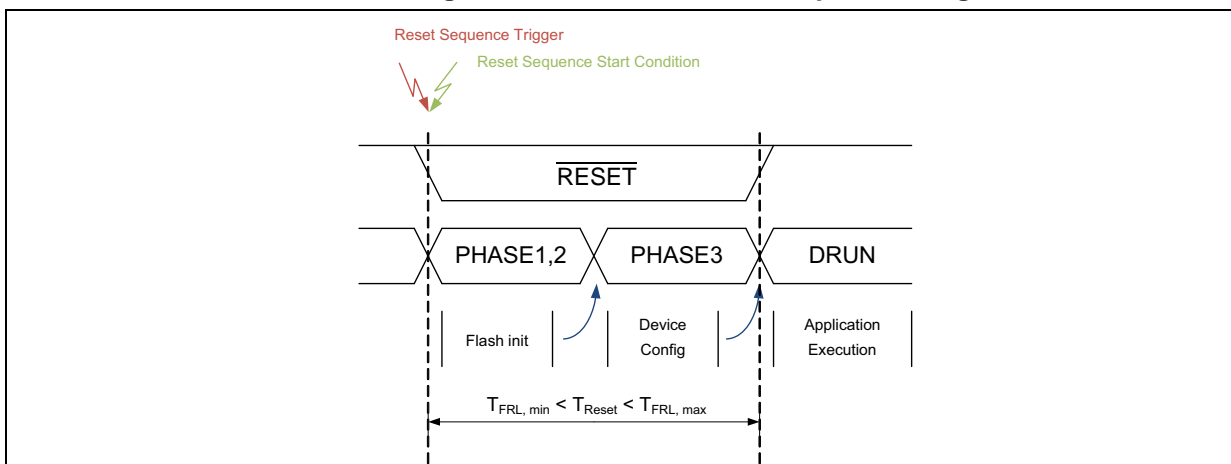 Reset Sequence Trigger
Reset Sequence Start Condition
RESET
PHASE1,2 PHASE3 DRUN
Flash init Device Config Application Execution
TFRL, min < TReset < TFRL, max